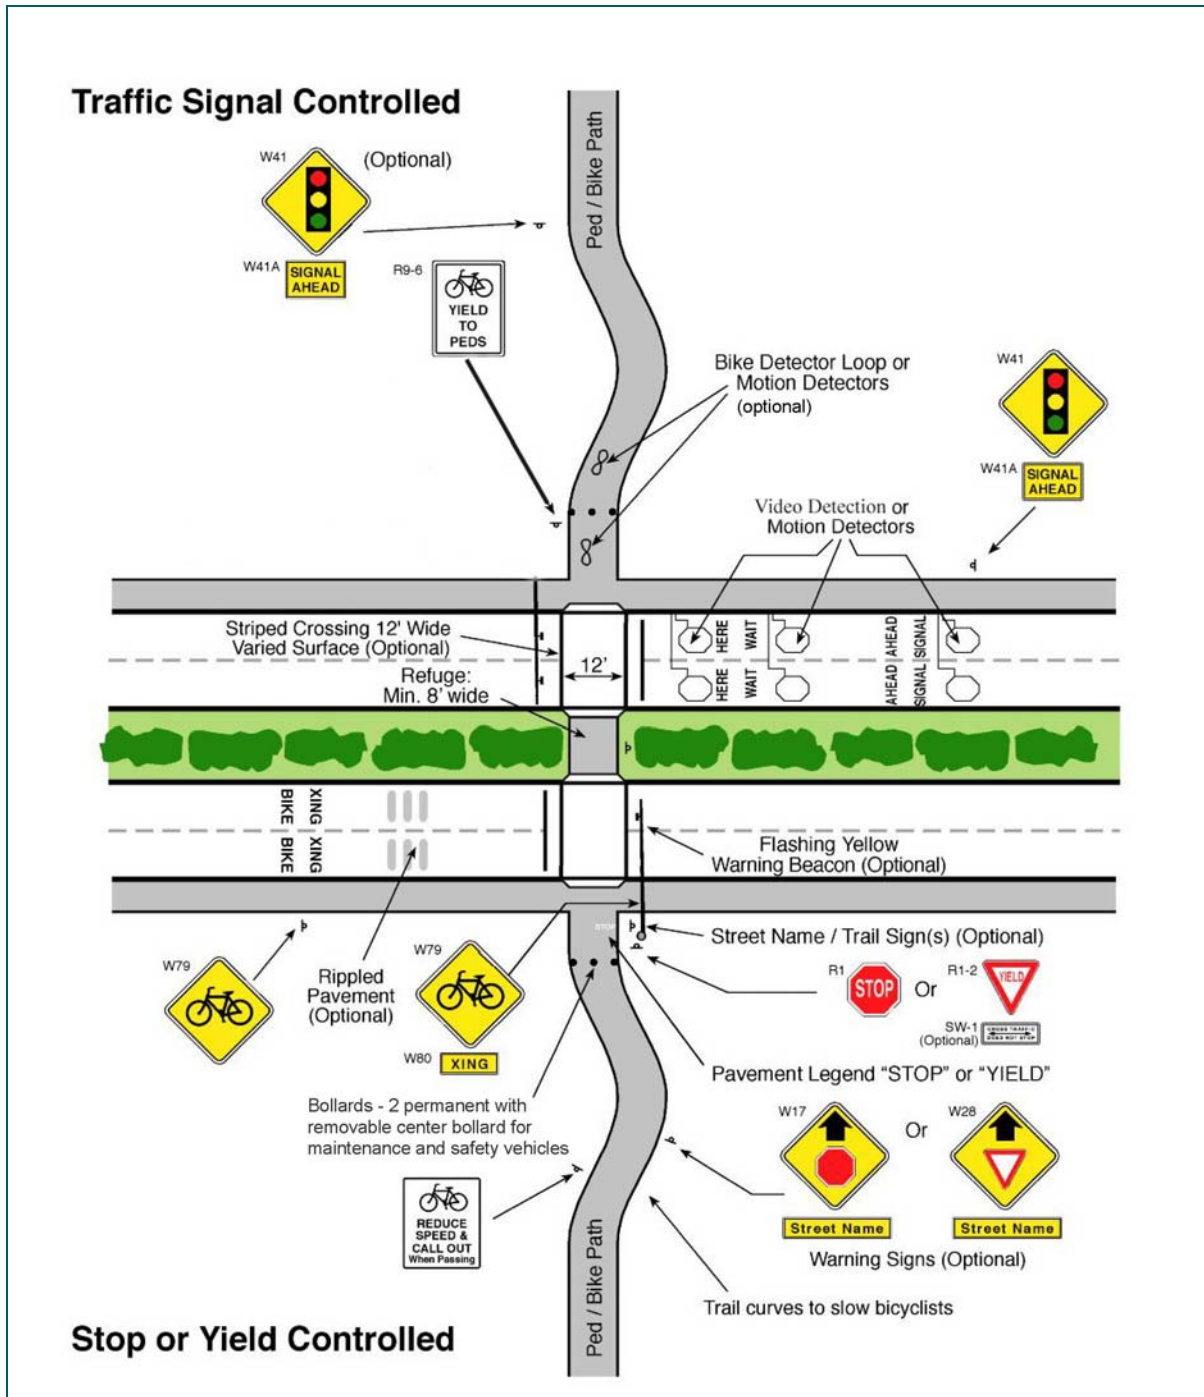 Traffic Signal Controlled
W41
(Optional)
W41A
SIGNAL
AHEAD
R9-6
YIELD
TO
PEDS
Ped / Bike Path
Bike Detector Loop or
Motion Detectors
(optional)
W41
W41A
SIGNAL
AHEAD
Video Detection or
Motion Detectors
Striped Crossing 12' Wide
Varied Surface (Optional)
12'
Refuge:
Min. 8' wide
HERE
WAIT
AHEAD
SIGNAL
HERE
WAIT
AHEAD
SIGNAL
BIKE
XING
BIKE
XING
Flashing Yellow
Warning Beacon (Optional)
STOP
Street Name / Trail Sign(s) (Optional)
W79
Rippled
Pavement
(Optional)
W79
W80
XING
R1
STOP
Or
R1-2
YIELD
SW-1
(Optional)
CROSS TRAFFIC
DOES NOT STOP
Pavement Legend “STOP” or “YIELD”
Bollards - 2 permanent with
removable center bollard for
maintenance and safety vehicles
W17
Or
W28
Street Name
Street Name
Warning Signs (Optional)
REDUCE
SPEED &
CALL OUT
When Passing
Trail curves to slow bicyclists
Ped / Bike Path
Stop or Yield Controlled